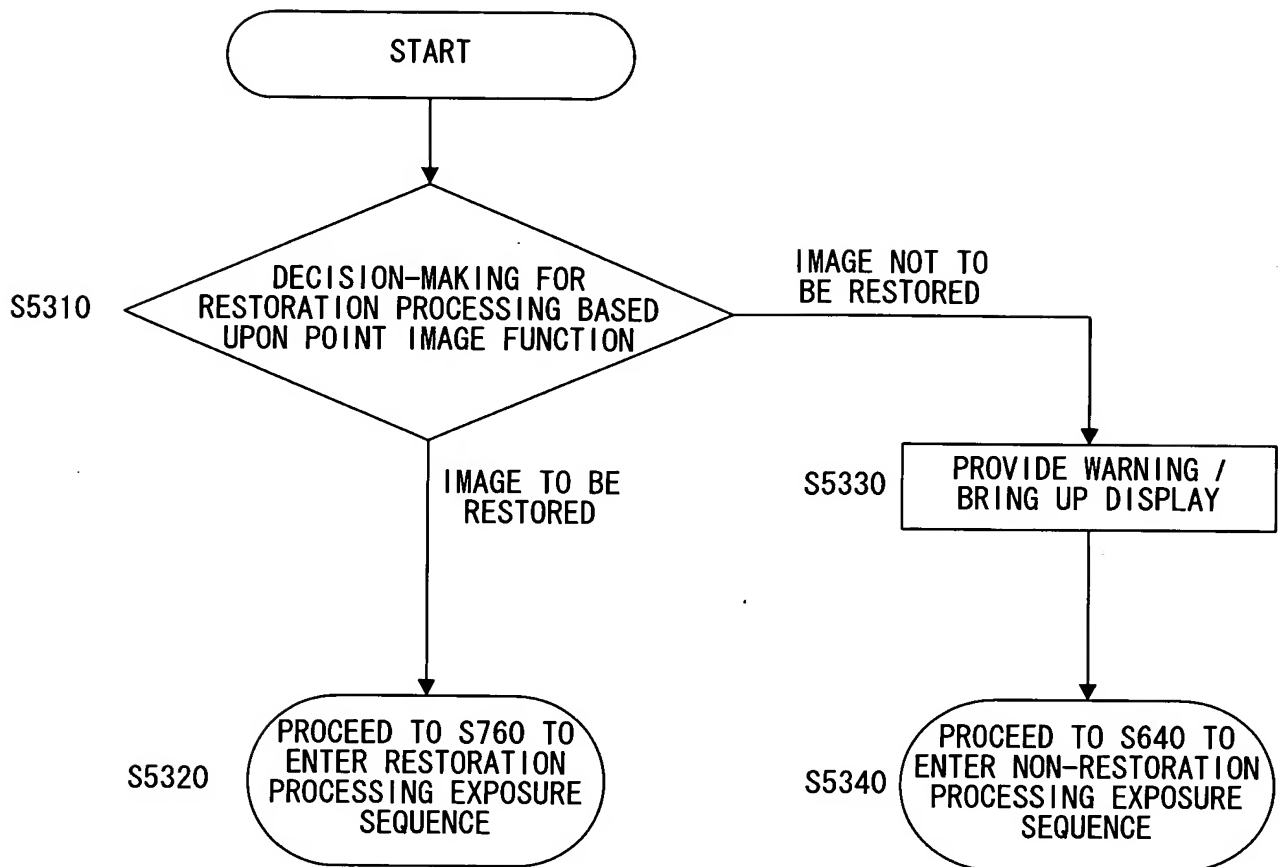 START
S5310
DECISION-MAKING FOR
RESTORATION PROCESSING BASED
UPON POINT IMAGE FUNCTION
IMAGE NOT TO
BE RESTORED
IMAGE TO BE
RESTORED
S5330
PROVIDE WARNING /
BRING UP DISPLAY
S5320
PROCEED TO S760 TO
ENTER RESTORATION
PROCESSING EXPOSURE
SEQUENCE
S5340
PROCEED TO S640 TO
ENTER NON-RESTORATION
PROCESSING EXPOSURE
SEQUENCE